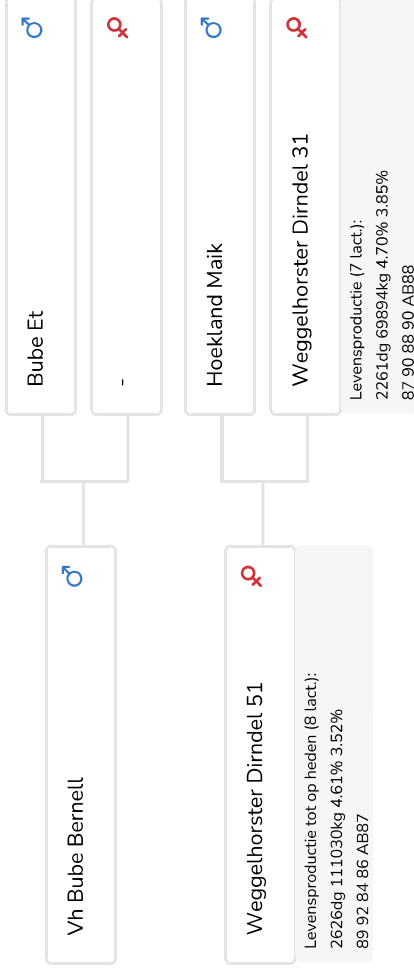 Bube Et
-
Hoekland Maik
Weggelhorster Dirndel 31
Levensproductie (7 lact.):
2261dg 69894kg 4.70% 3.85%
87 90 88 90 AB88
Vh Bube Bernell
Weggelhorster Dirndel 51
Levensproductie tot op heden (8 lact.):
2626dg 111030kg 4.61% 3.52%
89 92 84 86 AB87